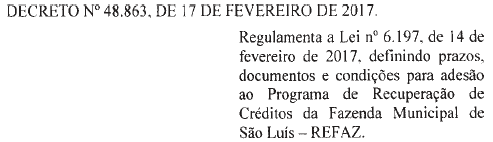 DECRETO Nº 48.863, DE 17 DE FEVEREIRO DE 2017.
Regulamenta a Lei nº 6.197, de 14 de
fevereiro de 2017, definindo prazos,
documentos e condições para adesão
ao Programa de Recuperação de
Créditos da Fazenda Municipal de
São Luís – REFAZ.